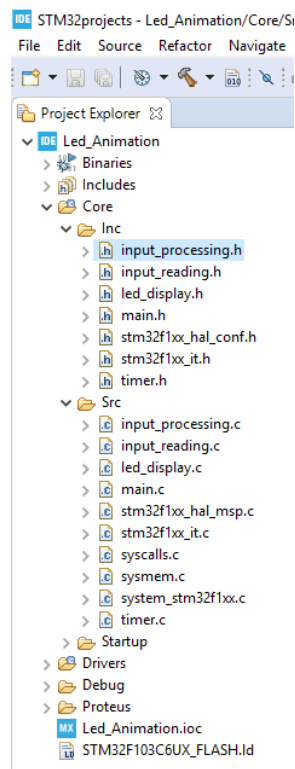 IDE STM32projects - Led_Animation/Core/S
File Edit Source Refactor Navigate
010
Project Explorer
IDE Led_Animation
Binaries
Includes
Core
Inc
.h input_processing.h
.h input_reading.h
.h led_display.h
.h main.h
.h stm32f1xx_hal_conf.h
.h stm32f1xx_it.h
.h timer.h
Src
.c input_processing.c
.c input_reading.c
.c led_display.c
.c main.c
.c stm32f1xx_hal_msp.c
.c stm32f1xx_it.c
.c syscalls.c
.c sysmem.c
.c system_stm32f1xx.c
.c timer.c
Startup
Drivers
Debug
Proteus
MX Led_Animation.ioc
STM32F103C6UX_FLASH.ld